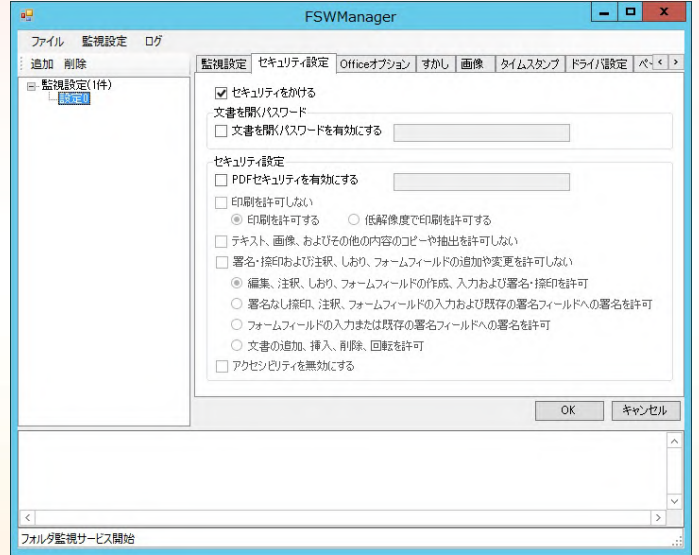 FSWManager
ファイル 監視設定 ログ
追加 削除
監視設定(1件)
設定0
監視設定 セキュリティ設定 Officeオプション すかし 画像 タイムスタンプ ドライバ設定 ペー
セキュリティをかける
文書を開くパスワード
文書を開くパスワードを有効にする
セキュリティ設定
PDFセキュリティを有効にする
印刷を許可しない
印刷を許可する 低解像度で印刷を許可する
テキスト、画像、およびその他の内容のコピーや抽出を許可しない
署名・捺印および注釈、しおり、フォームフィールドの追加や変更を許可しない
編集、注釈、しおり、フォームフィールドの作成、入力および署名・捺印を許可
署名なし捺印、注釈、フォームフィールドの入力および既存の署名フィールドへの署名を許可
フォームフィールドの入力または既存の署名フィールドへの署名を許可
文書の追加、挿入、削除、回転を許可
アクセシビリティを無効にする
OK キャンセル
フォルダ監視サービス開始